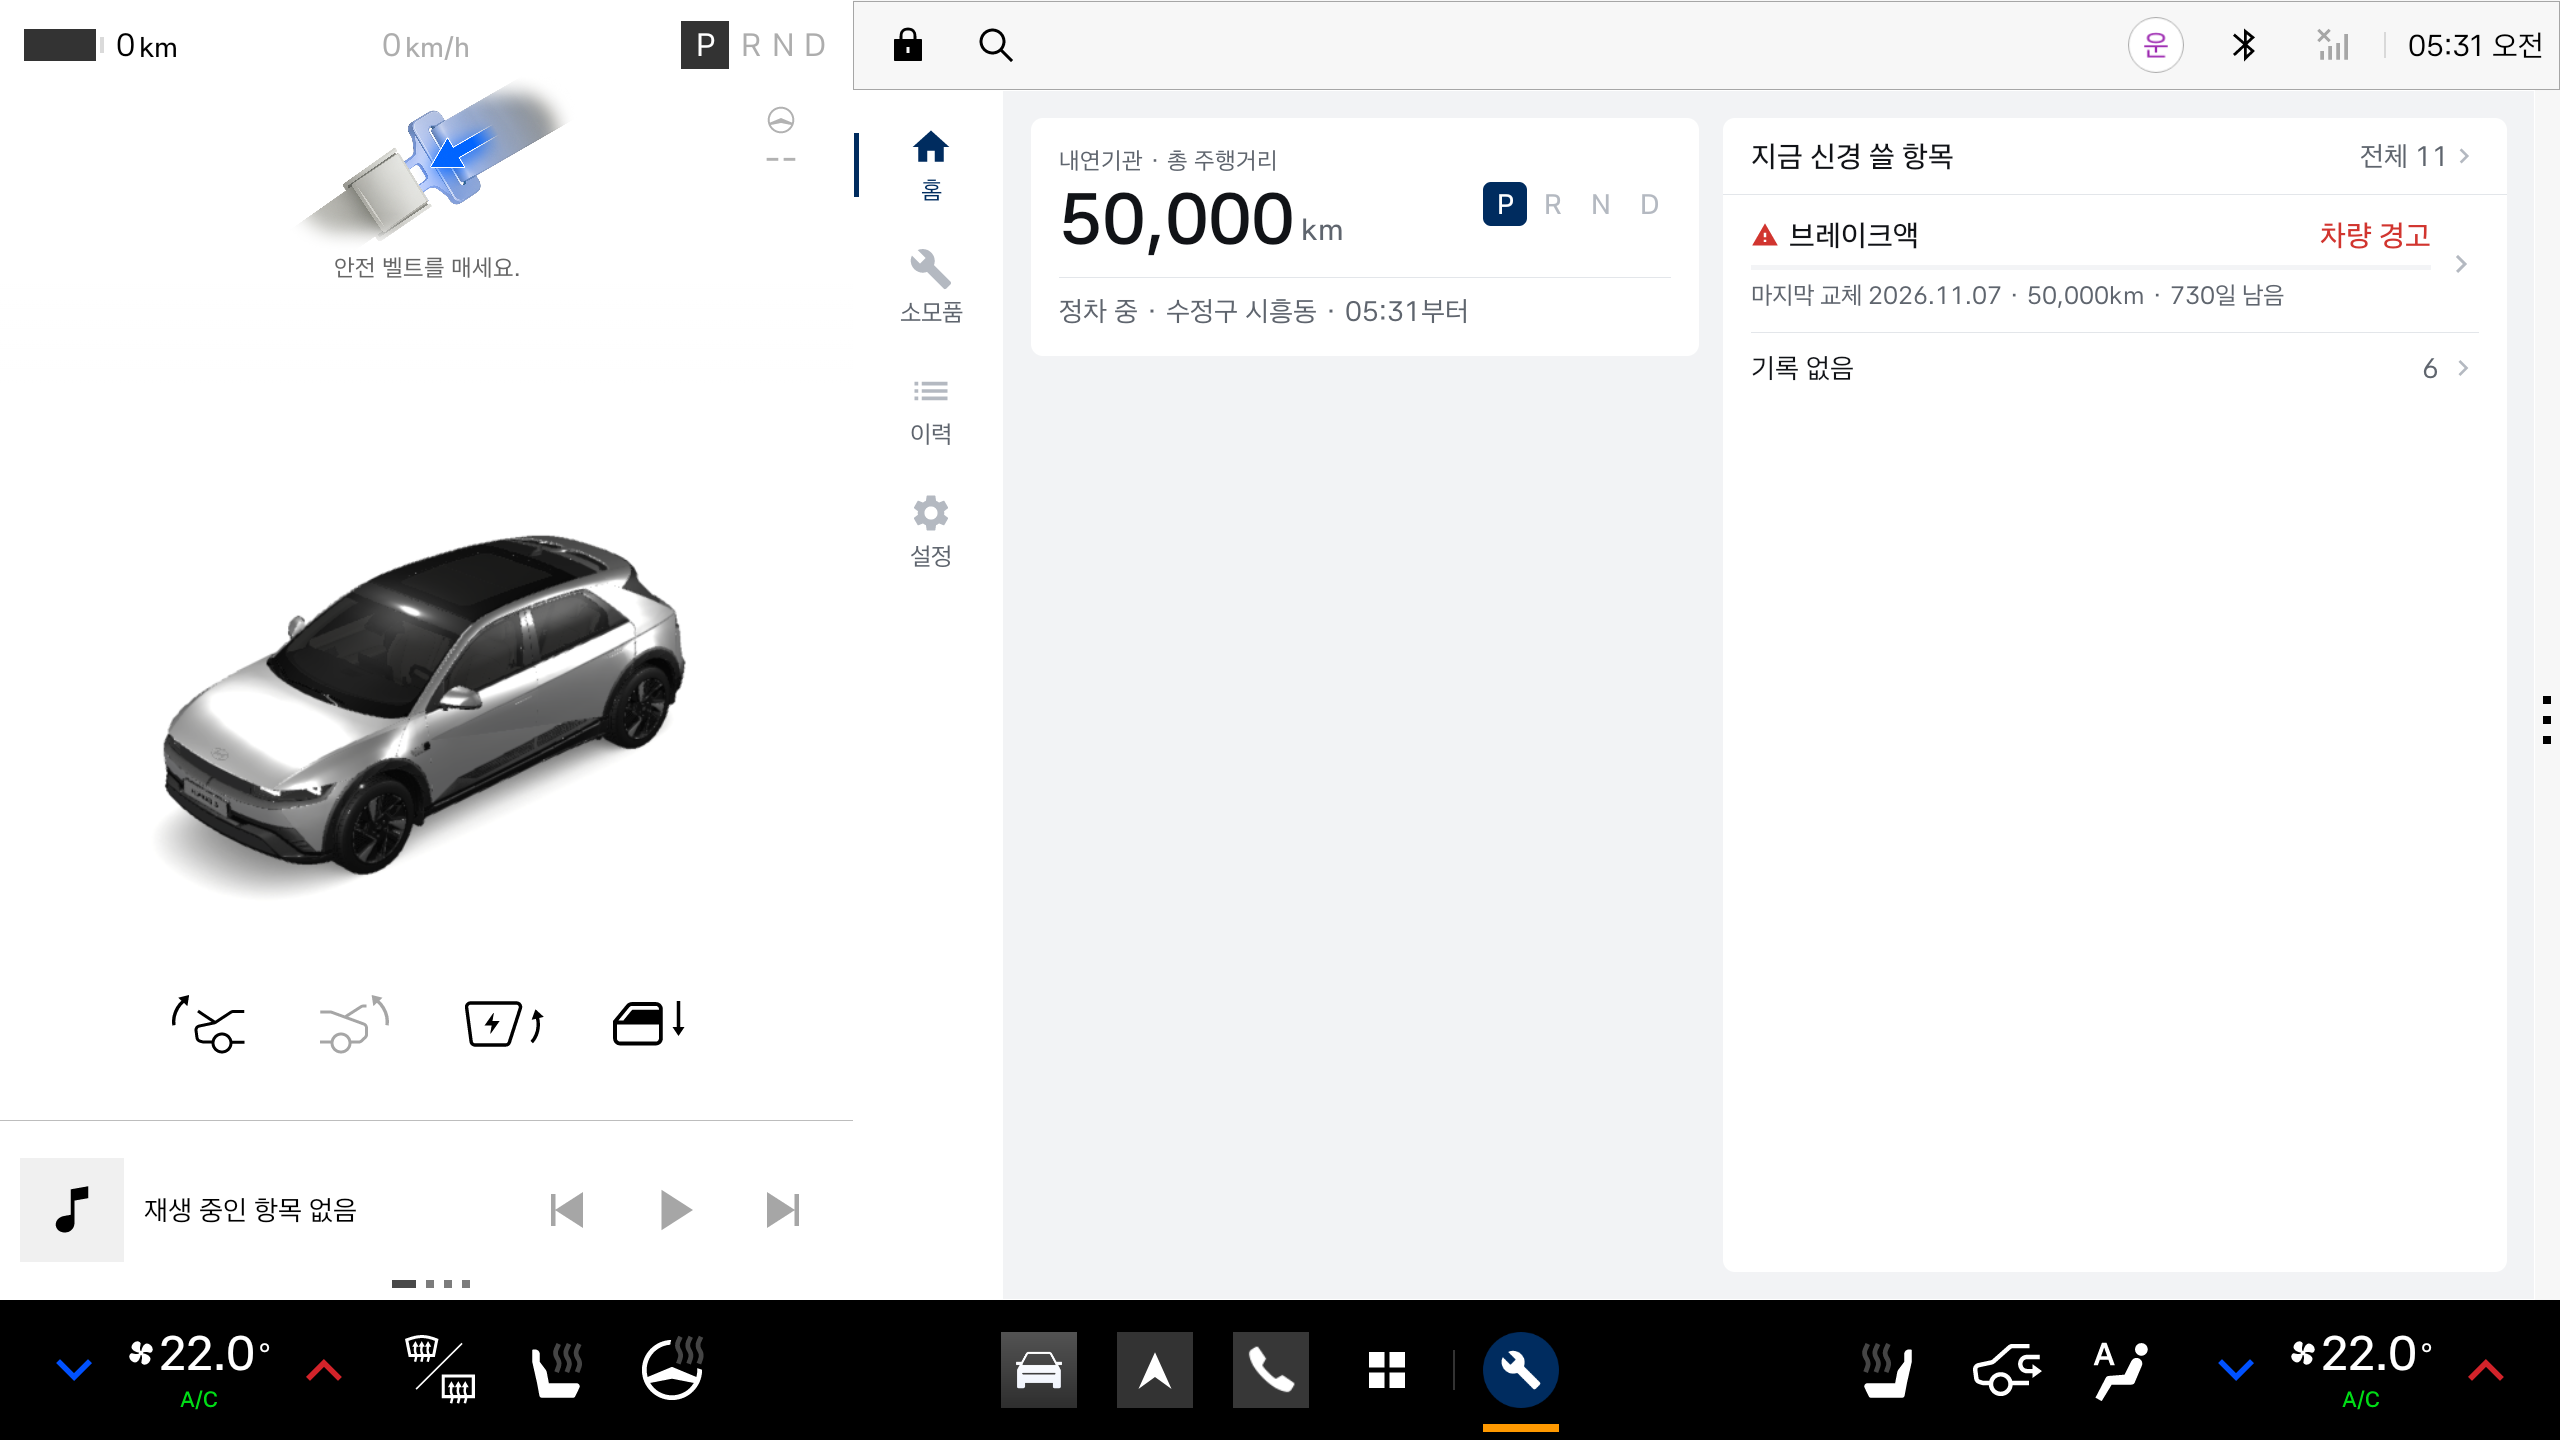 0 km
0 km/h
P R N D
운
05:31 오전
안전 벨트를 매세요.
--
재생 중인 항목 없음
홈
소모품
이력
설정
내연기관 · 총 주행거리
50,000 km
P R N D
정차 중 · 수정구 시흥동 · 05:31부터
지금 신경 쓸 항목
전체 11
브레이크액
차량 경고
마지막 교체 2026.11.07 · 50,000km · 730일 남음
기록 없음
6
22.0°
A/C
A
22.0°
A/C